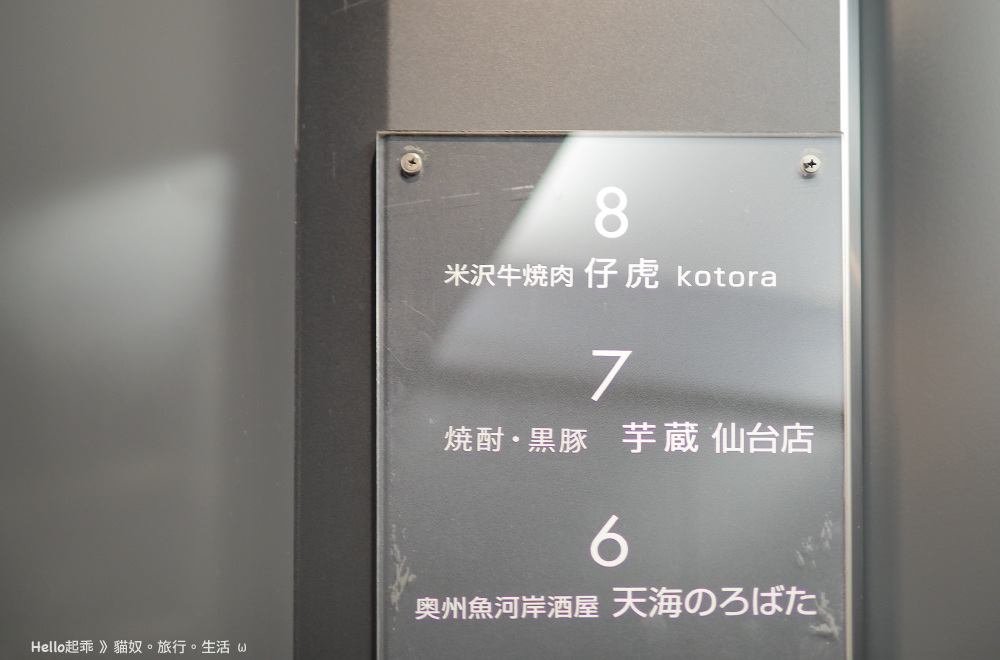 8
米沢牛焼肉 仔虎 kotora
7
焼酎・黒豚 芋蔵 仙台店
6
奥州魚河岸酒屋 天海のろばた
Hello起乖 》貓奴。旅行。生活 ω